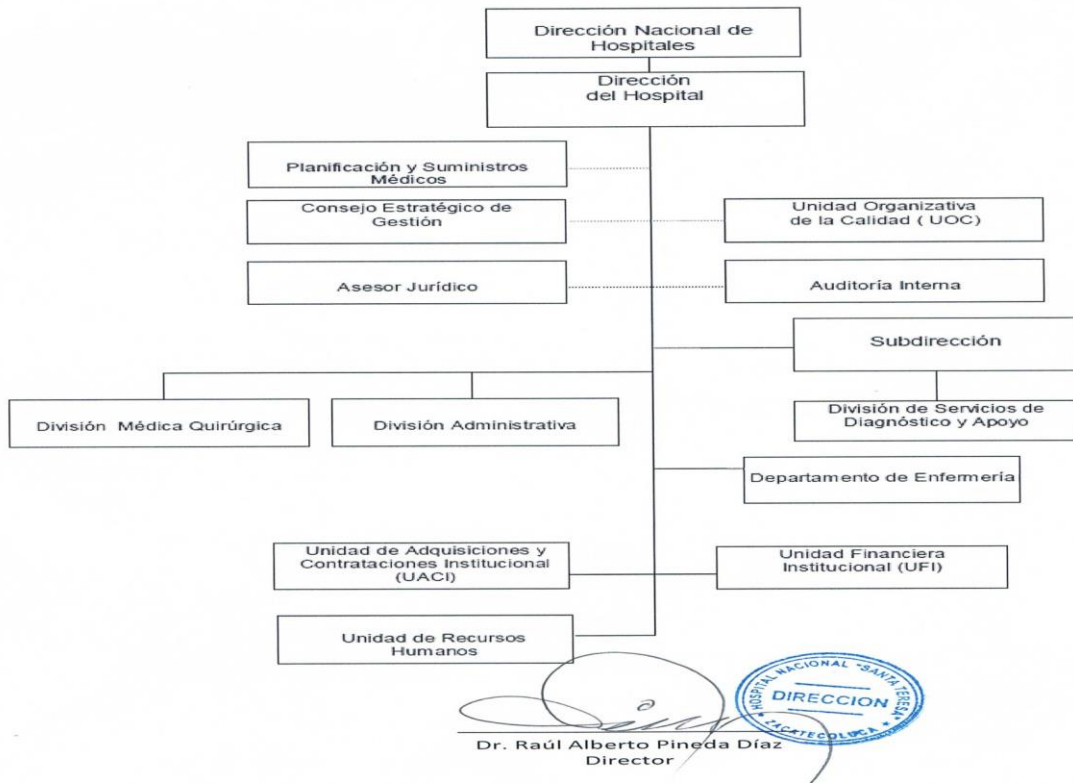 Dirección Nacional de
Hospitales
Dirección
del Hospital
Planificación y Suministros
Médicos
Consejo Estratégico de
Gestión
Unidad Organizativa
de la Calidad ( UOC)
Asesor Jurídico
Auditoría Interna
Subdirección
División Médica Quirúrgica
División Administrativa
División de Servicios de
Diagnóstico y Apoyo
Departamento de Enfermería
Unidad de Adquisiciones y
Contrataciones Institucional
(UACI)
Unidad Financiera
Institucional (UFI)
Unidad de Recursos
Humanos
HOSPITAL NACIONAL "SANTA TERESA"
DIRECCION
ZACATECOLUCA
Dr. Raúl Alberto Pineda Díaz
Director